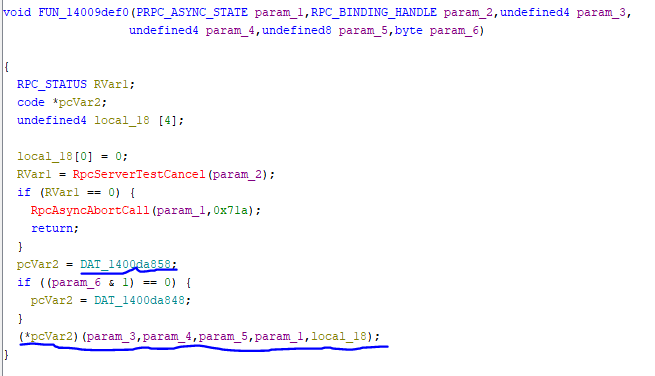 void FUN_14009def0(PRPC_ASYNC_STATE param_1,RPC_BINDING_HANDLE param_2,undefined4 param_3,
undefined4 param_4,undefined8 param_5,byte param_6)
{
RPC_STATUS RVar1;
code *pcVar2;
undefined4 local_18 [4];
local_18[0] = 0;
RVar1 = RpcServerTestCancel(param_2);
if (RVar1 == 0) {
RpcAsyncAbortCall(param_1,0x71a);
return;
}
pcVar2 = DAT_1400da858;
if ((param_6 & 1) == 0) {
pcVar2 = DAT_1400da848;
}
(*pcVar2)(param_3,param_4,param_5,param_1,local_18);
}